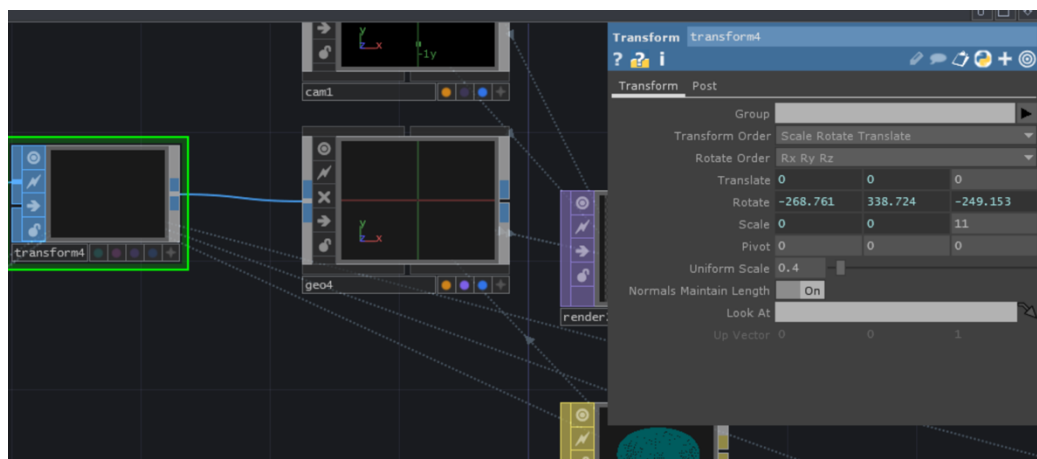 Transform transform4
? ? i
Transform Post
y
z x
-1y
cam1
Group
Transform Order Scale Rotate Translate
Rotate Order Rx Ry Rz
Translate 0 0 0
Rotate -268.761 338.724 -249.153
Scale 0 0 11
Pivot 0 0 0
Uniform Scale 0.4
Normals Maintain Length On
Look At
Up Vector 0 0 1
y
z x
transform4
geo4